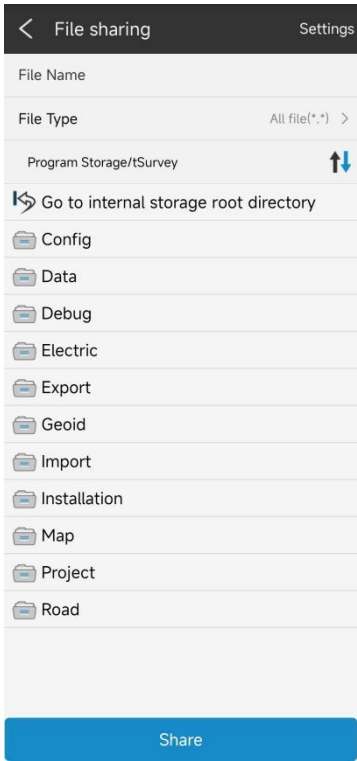 File sharing
Settings
File Name
File Type
All file(*.*)
Program Storage/tSurvey
Go to internal storage root directory
Config
Data
Debug
Electric
Export
Geoid
Import
Installation
Map
Project
Road
Share